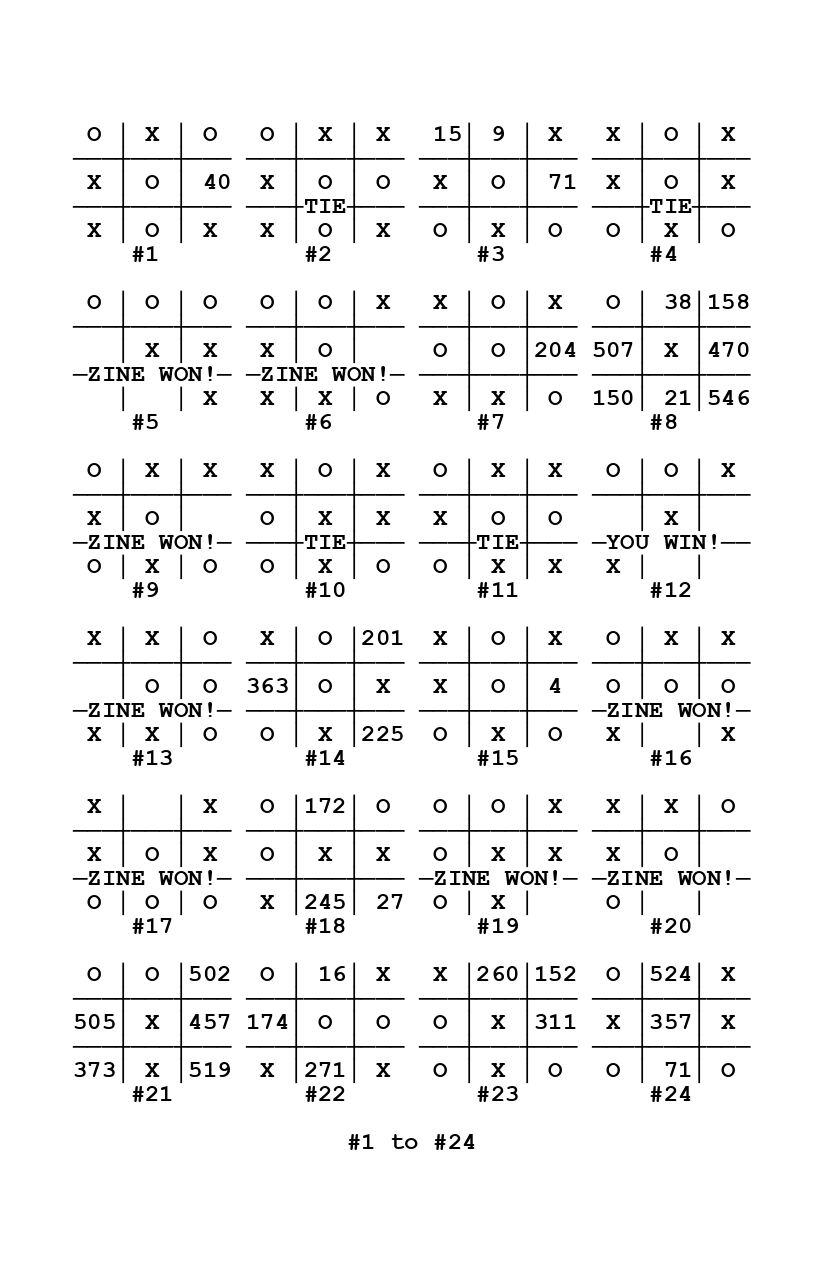 O | X | O   O | X | X   15| 9 | X   X | O | X
X | O | 40   X | O | O   X | O | 71   X | O | X
TIE   TIE
X | O | X   X | O | X   O | X | O   O | X | O
#1   #2   #3   #4
O | O | O   O | O | X   X | O | X   O | 38|158
  | X | X   X | O |     O | O |204   507| X |470
ZINE WON!   ZINE WON!
  |   | X   X | X | O   X | X | O   150| 21|546
#5   #6   #7   #8
O | X | X   X | O | X   O | X | X   O | O | X
X | O |     O | X | X   X | O | O     | X |
ZINE WON!   TIE   TIE   YOU WIN!
O | X | O   O | X | O   O | X | X   X |   |
#9   #10   #11   #12
X | X | O   X | O |201   X | O | X   O | X | X
  | O | O   363| O | X   X | O | 4   O | O | O
ZINE WON!   ZINE WON!
X | X | O   O | X |225   O | X | O   X |   | X
#13   #14   #15   #16
X |   | X   O |172| O   O | O | X   X | X | O
X | O | X   O | X | X   O | X | X   X | O |
ZINE WON!   ZINE WON!   ZINE WON!
O | O | O   X |245| 27   O | X |     O |   |
#17   #18   #19   #20
O | O |502   O | 16| X   X |260|152   O |524| X
505| X |457   174| O | O   O | X |311   X |357| X
373| X |519   X |271| X   O | X | O   O | 71| O
#21   #22   #23   #24
#1 to #24